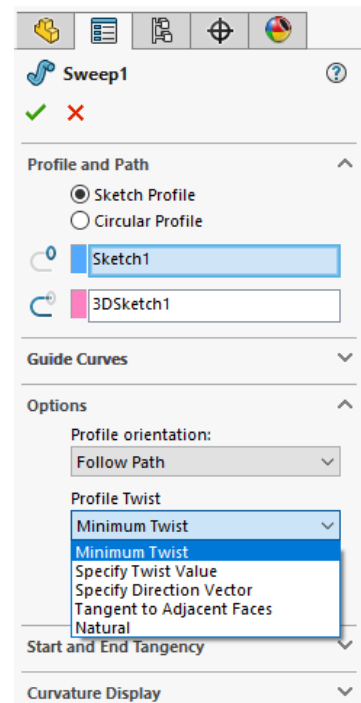 Sweep1
Profile and Path
Sketch Profile
Circular Profile
Sketch1
3DSketch1
Guide Curves
Options
Profile orientation:
Follow Path
Profile Twist
Minimum Twist
Minimum Twist
Specify Twist Value
Specify Direction Vector
Tangent to Adjacent Faces
Natural
Start and End Tangency
Curvature Display